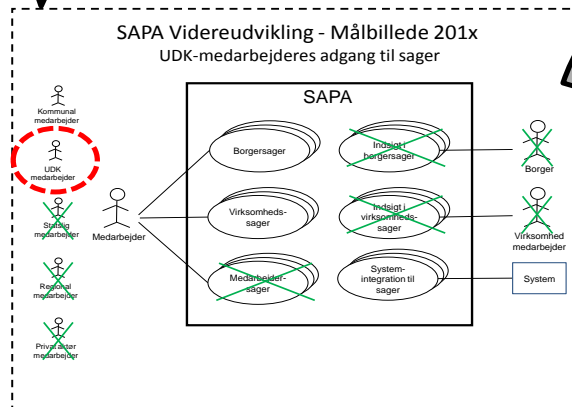 SAPA Videreudvikling - Målbillede 201x
UDK-medarbejderes adgang til sager
SAPA
Kommunal
medarbejder
UDK
medarbejder
Statslig
medarbejder
Regional
medarbejder
Privat aktør
medarbejder
Medarbejder
Borgersager
Virksomheds-
sager
Medarbejder-
sager
Indsigt i
borgersager
Indsigt i
virksomheds-
sager
System-
integration til
sager
Borger
Virksomhed
medarbejder
System